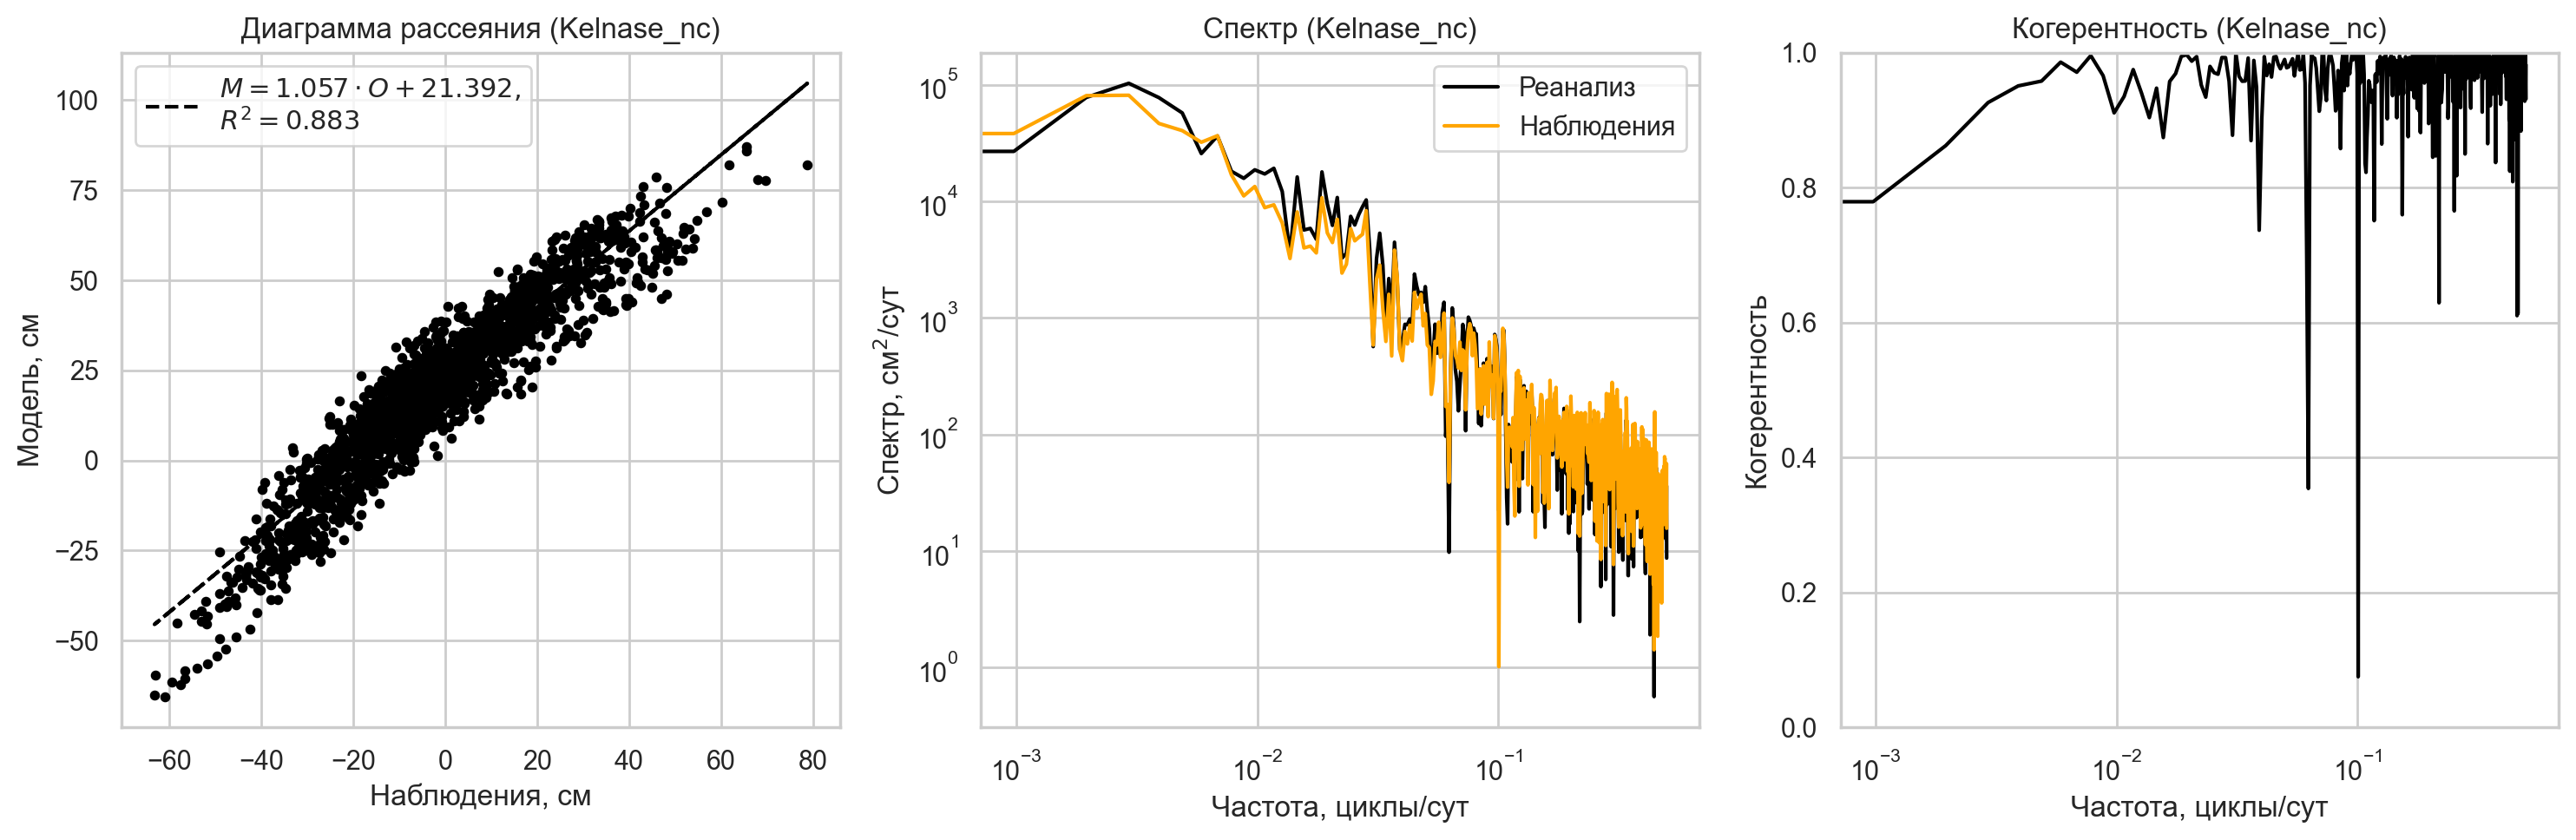 Диаграмма рассеяния (Kelnase_nc)
M = 1.057 · O + 21.392,
R² = 0.883
100
75
50
25
0
−25
−50
Модель, см
−60
−40
−20
0
20
40
60
80
Наблюдения, см
Спектр (Kelnase_nc)
Реанализ
Наблюдения
10⁵
10⁴
10³
10²
10¹
10⁰
Спектр, см²/сут
10⁻³
10⁻²
10⁻¹
Частота, циклы/сут
Когерентность (Kelnase_nc)
1.0
0.8
0.6
0.4
0.2
0.0
Когерентность
10⁻³
10⁻²
10⁻¹
Частота, циклы/сут